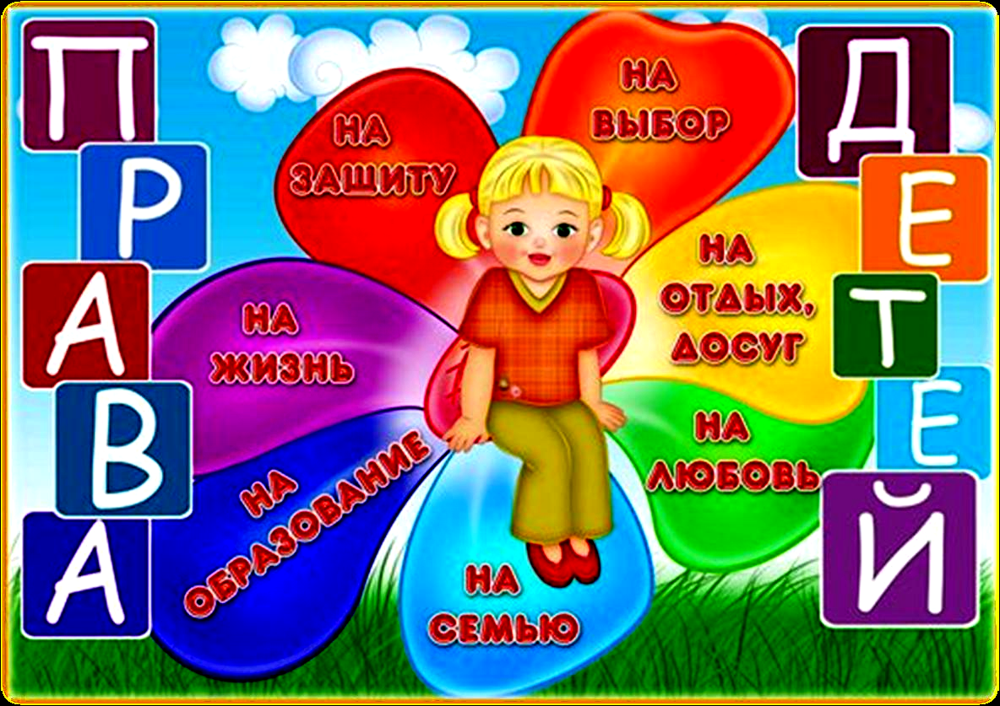 ПРАВА
ДЕТЕЙ
НА
ЗАЩИТУ
НА
ВЫБОР
НА
ОТДЫХ,
ДОСУГ
НА
ЛЮБОВЬ
НА
СЕМЬЮ
НА
ОБРАЗОВАНИЕ
НА
ЖИЗНЬ